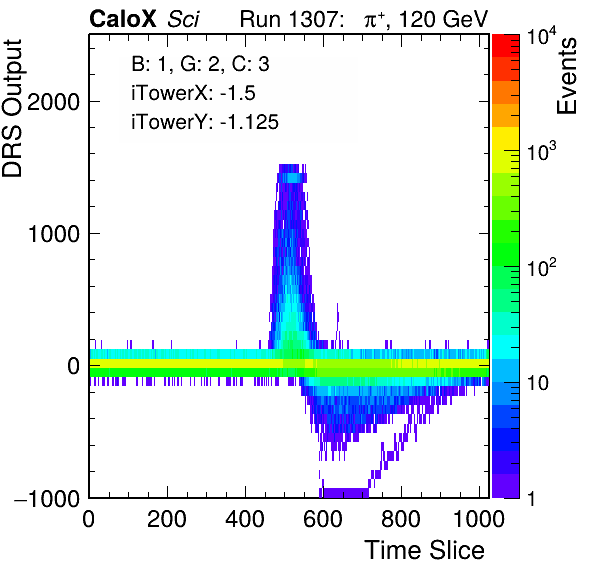 CaloX Sci Run 1307: π⁺, 120 GeV
B: 1, G: 2, C: 3
iTowerX: -1.5
iTowerY: -1.125
DRS Output
2000
1000
0
−1000
0 200 400 600 800 1000
Time Slice
Events
10⁴
10³
10²
10
1